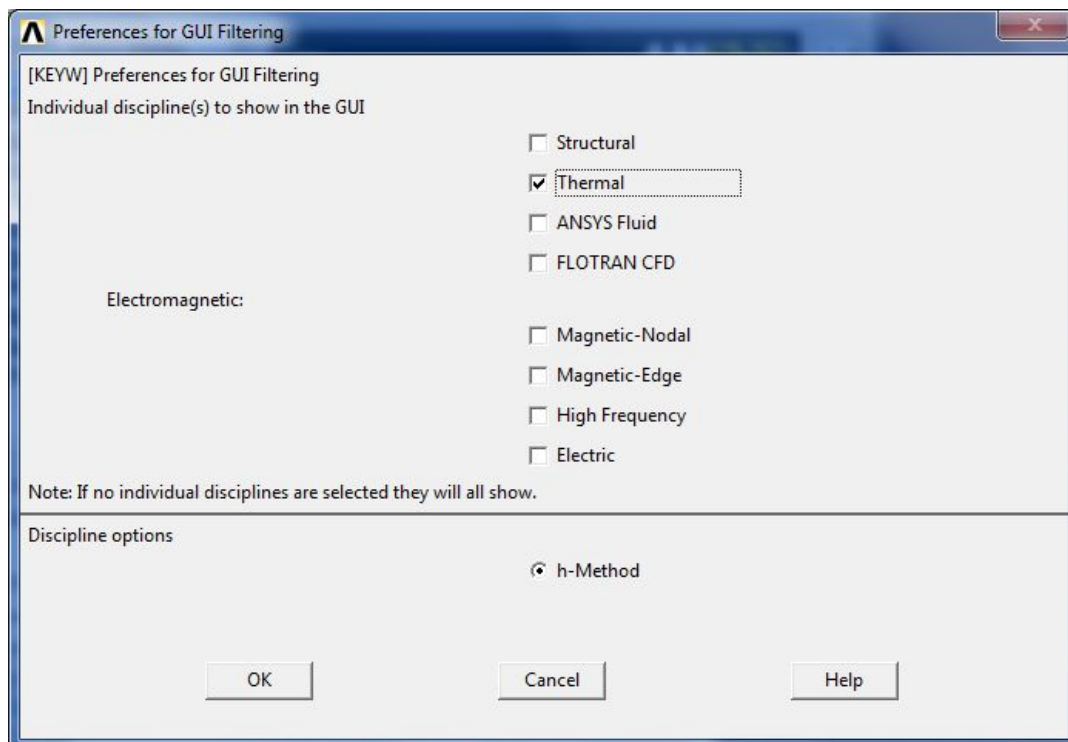 Preferences for GUI Filtering
[KEYW] Preferences for GUI Filtering
Individual discipline(s) to show in the GUI
Structural
Thermal
ANSYS Fluid
FLOTRAN CFD
Electromagnetic:
Magnetic-Nodal
Magnetic-Edge
High Frequency
Electric
Note: If no individual disciplines are selected they will all show.
Discipline options
h-Method
OK Cancel Help